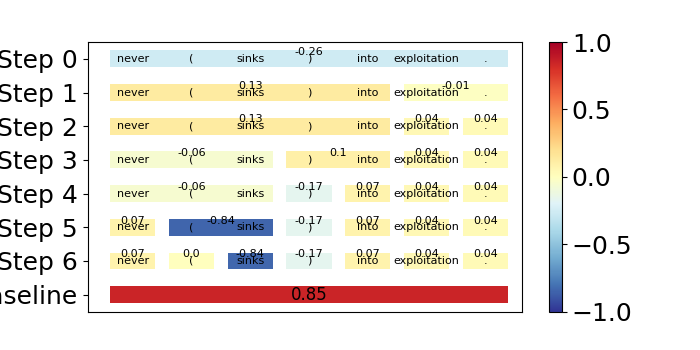 -0.26
Step 0 never ( sinks ) into exploitation .
0.13 -0.01
Step 1 never ( sinks ) into exploitation .
0.13 0.04 0.04
Step 2 never ( sinks ) into exploitation .
-0.06 0.1 0.04 0.04
Step 3 never ( sinks ) into exploitation .
-0.06 -0.17 0.07 0.04 0.04
Step 4 never ( sinks ) into exploitation .
0.07 -0.84 -0.17 0.07 0.04 0.04
Step 5 never ( sinks ) into exploitation .
0.07 0.0 -0.84 -0.17 0.07 0.04 0.04
Step 6 never ( sinks ) into exploitation .
seline 0.85
1.0
0.5
0.0
−0.5
−1.0